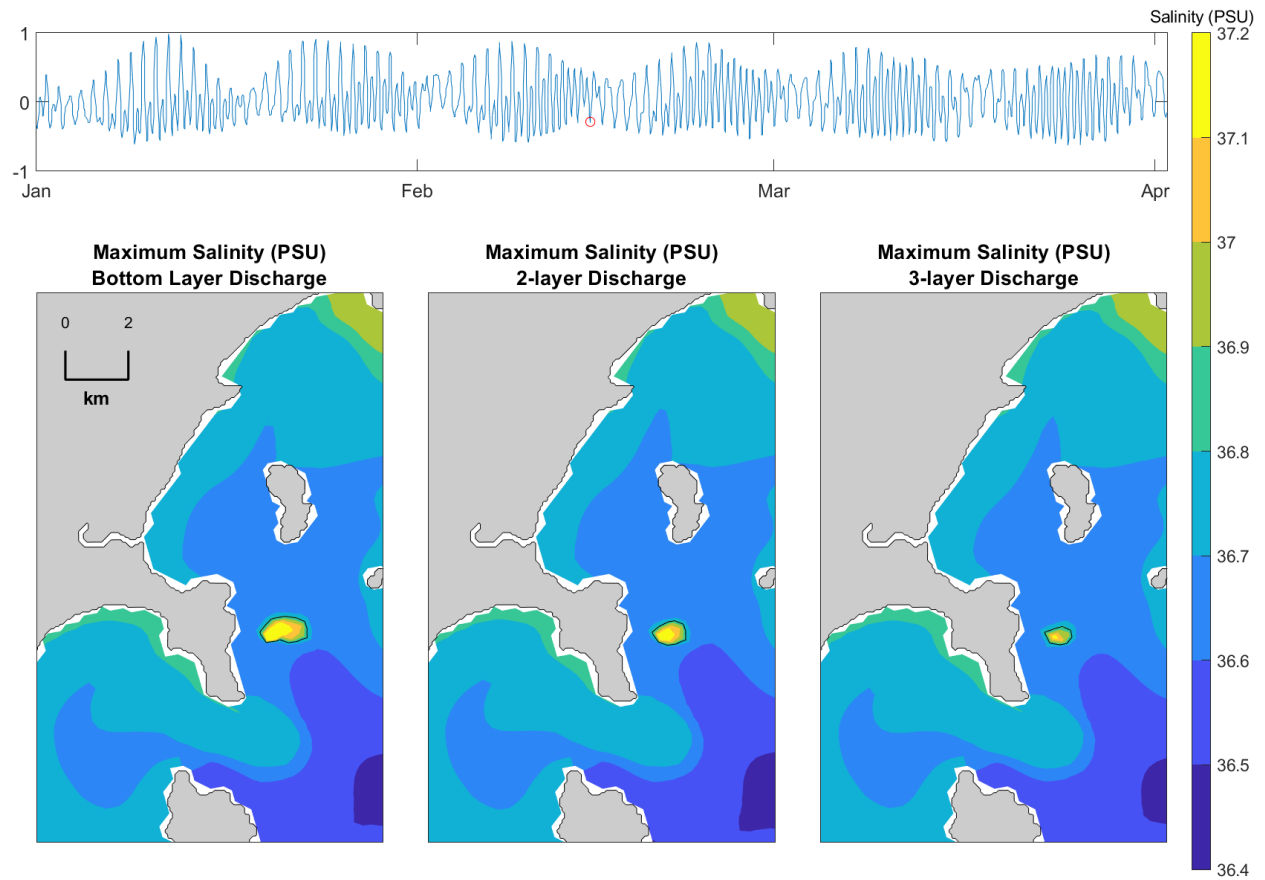 Salinity (PSU)
1
0
-1
Jan Feb Mar Apr
37.2
37.1
37
36.9
36.8
36.7
36.6
36.5
36.4
Maximum Salinity (PSU)
Bottom Layer Discharge
Maximum Salinity (PSU)
2-layer Discharge
Maximum Salinity (PSU)
3-layer Discharge
0 2
km